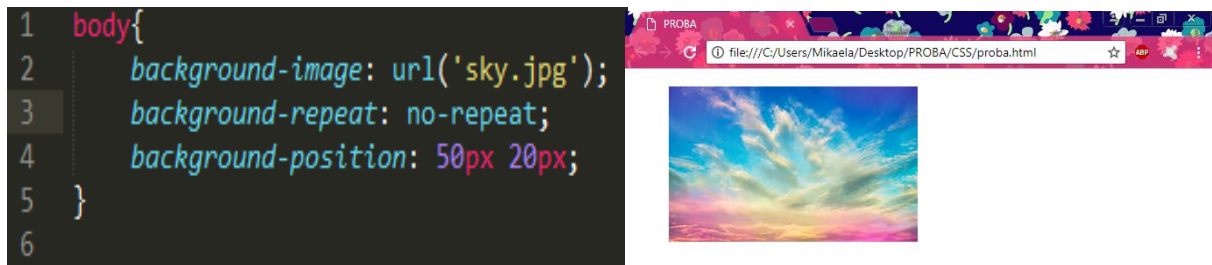 1 body{
2 background-image: url('sky.jpg');
3 background-repeat: no-repeat;
4 background-position: 50px 20px;
5 }
6
PROBA
file:///C:/Users/Mikaela/Desktop/PROBA/CSS/proba.html
ABP